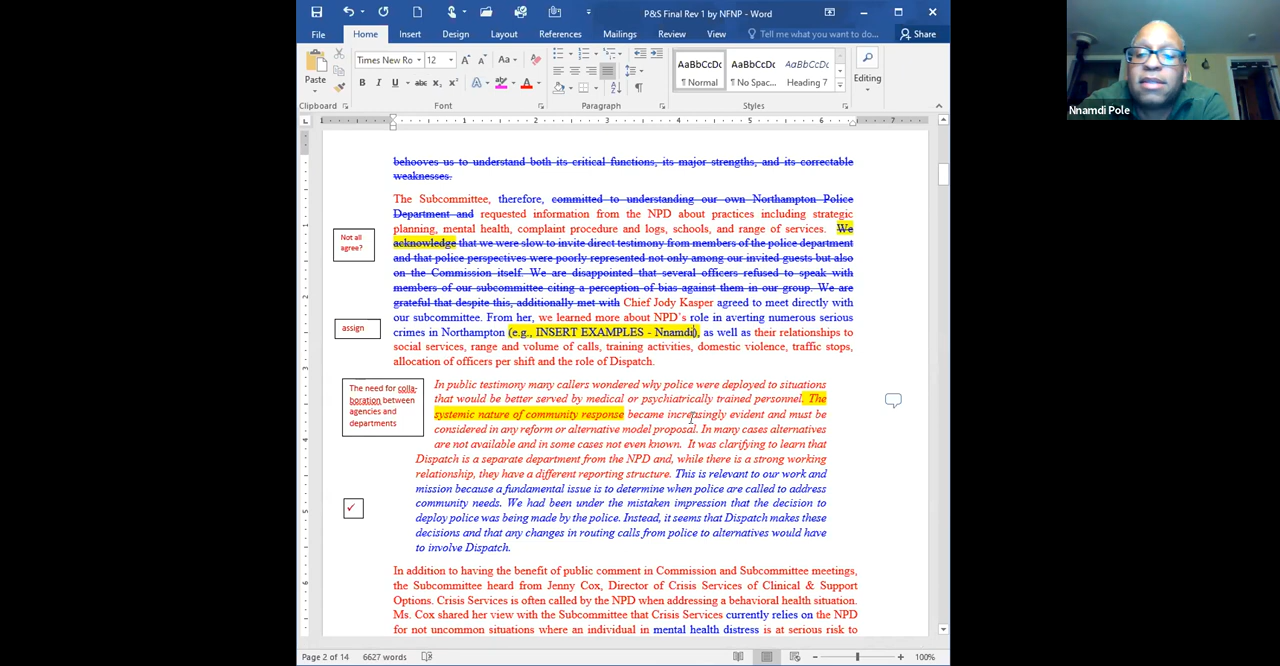 P&S Final Rev 1 by NFNP - Word
File
Home
Insert
Design
Layout
References
Mailings
Review
View
Tell me what you want to do...
Share
Paste
Clipboard
Times New Ro
12
Aa
B I U abc x₂ x²
A
Font
Paragraph
AaBbCcDc
¶ Normal
AaBbCcDc
¶ No Spac...
AaBbCcDc
Heading 7
Styles
Editing
Nnamdi Pole
1 1 2 3 4 5 6 7
behooves us to understand both its critical functions, its major strengths, and its correctable
weaknesses.
The Subcommittee, therefore, committed to understanding our own Northampton Police
Department and requested information from the NPD about practices including strategic
planning, mental health, complaint procedure and logs, schools, and range of services. We
Not all
agree?
acknowledge that we were slow to invite direct testimony from members of the police department
and that police perspectives were poorly represented not only among our invited guests but also
on the Commission itself. We are disappointed that several officers refused to speak with
members of our subcommittee citing a perception of bias against them in our group. We are
grateful that despite this, additionally met with Chief Jody Kasper agreed to meet directly with
our subcommittee. From her, we learned more about NPD's role in averting numerous serious
assign
crimes in Northampton (e.g., INSERT EXAMPLES - Nnamdi), as well as their relationships to
social services, range and volume of calls, training activities, domestic violence, traffic stops,
allocation of officers per shift and the role of Dispatch.
The need for colla-
boration between
agencies and
departments
In public testimony many callers wondered why police were deployed to situations
that would be better served by medical or psychiatrically trained personnel. The
systemic nature of community response became increasingly evident and must be
considered in any reform or alternative model proposal. In many cases alternatives
are not available and in some cases not even known. It was clarifying to learn that
Dispatch is a separate department from the NPD and, while there is a strong working
relationship, they have a different reporting structure. This is relevant to our work and
mission because a fundamental issue is to determine when police are called to address
community needs. We had been under the mistaken impression that the decision to
deploy police was being made by the police. Instead, it seems that Dispatch makes these
decisions and that any changes in routing calls from police to alternatives would have
to involve Dispatch.
In addition to having the benefit of public comment in Commission and Subcommittee meetings,
the Subcommittee heard from Jenny Cox, Director of Crisis Services of Clinical & Support
Options. Crisis Services is often called by the NPD when addressing a behavioral health situation.
Ms. Cox shared her view with the Subcommittee that Crisis Services currently relies on the NPD
for not uncommon situations where an individual in mental health distress is at serious risk to
Page 2 of 14
6627 words
100%